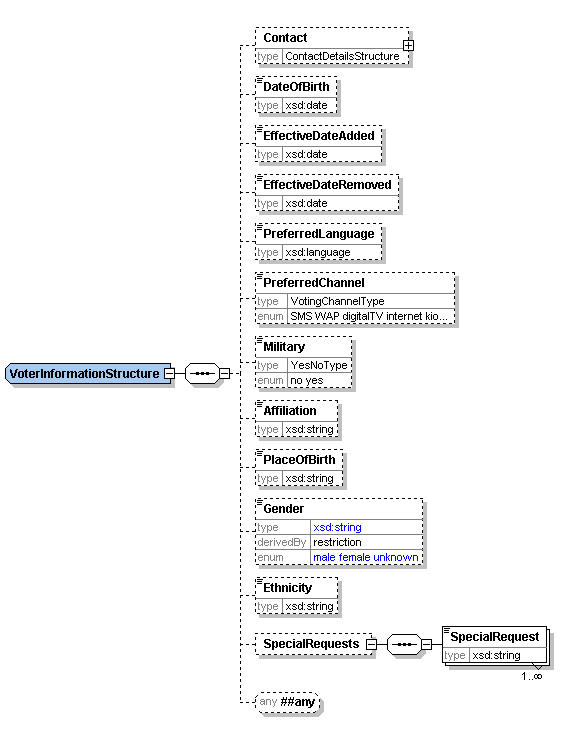 Contact
type ContactDetailsStructure
DateOfBirth
type xsd:date
EffectiveDateAdded
type xsd:date
EffectiveDateRemoved
type xsd:date
PreferredLanguage
type xsd:language
PreferredChannel
type VotingChannelType
enum SMS WAP digitalTV internet kio...
VoterInformationStructure
Military
type YesNoType
enum no yes
Affiliation
type xsd:string
PlaceOfBirth
type xsd:string
Gender
type xsd:string
derivedBy restriction
enum male female unknown
Ethnicity
type xsd:string
SpecialRequests
SpecialRequest
type xsd:string
1..∞
any ##any